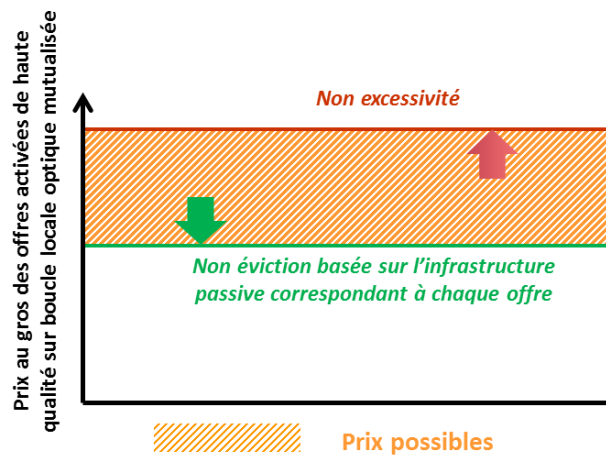 Prix au gros des offres activées de haute
qualité sur boucle locale optique mutualisée
Non excessivité
Non éviction basée sur l'infrastructure
passive correspondant à chaque offre
Prix possibles